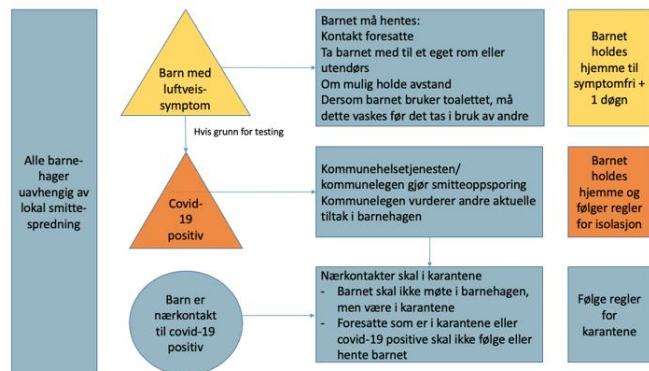 Alle barne-
hager
uavhengig av
lokal smitte-
spredning
Barn med
luftveis-
symptom
Barnet må hentes:
Kontakt foresatte
Ta barnet med til et eget rom eller
utendørs
Om mulig holde avstand
Dersom barnet bruker toalettet, må
dette vaskes før det tas i bruk av andre
Barnet
holdes
hjemme til
symptomfri +
1 døgn
Hvis grunn for testing
Covid-
19
positiv
Kommunehelsetjenesten/
kommunelegen gjør smitteoppsporing
Kommunelegen vurderer andre aktuelle
tiltak i barnehagen
Barnet
holdes
hjemme og
følger regler
for isolasjon
Barn er
nærkontakt
til covid-19
positiv
Nærkontakter skal i karantene
- Barnet skal ikke møte i barnehagen,
men være i karantene
- Foresatte som er i karantene eller
covid-19 positive skal ikke følge eller
hente barnet
Følge regler
for
karantene